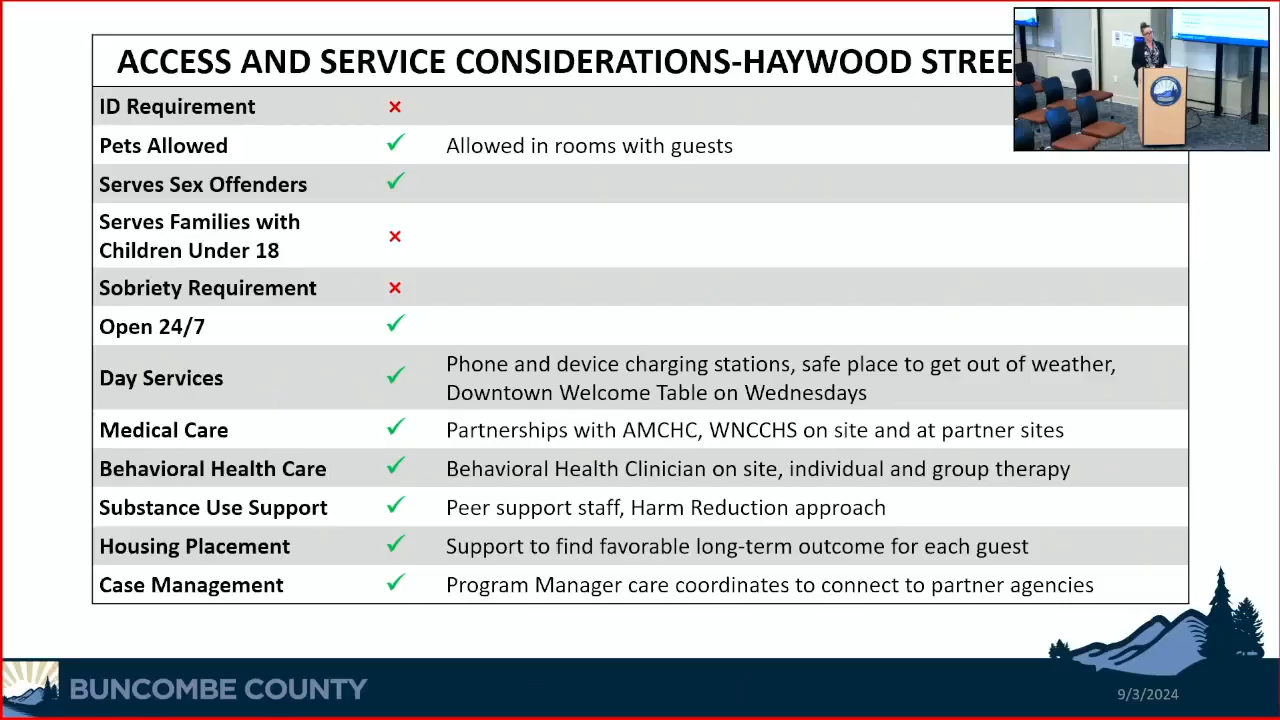 ACCESS AND SERVICE CONSIDERATIONS-HAYWOOD STREE
ID Requirement ×
Pets Allowed ✓ Allowed in rooms with guests
Serves Sex Offenders ✓
Serves Families with
Children Under 18 ×
Sobriety Requirement ×
Open 24/7 ✓
Day Services ✓ Phone and device charging stations, safe place to get out of weather,
Downtown Welcome Table on Wednesdays
Medical Care ✓ Partnerships with AMCHC, WNCCHS on site and at partner sites
Behavioral Health Care ✓ Behavioral Health Clinician on site, individual and group therapy
Substance Use Support ✓ Peer support staff, Harm Reduction approach
Housing Placement ✓ Support to find favorable long-term outcome for each guest
Case Management ✓ Program Manager care coordinates to connect to partner agencies
BUNCOMBE COUNTY
9/3/2024